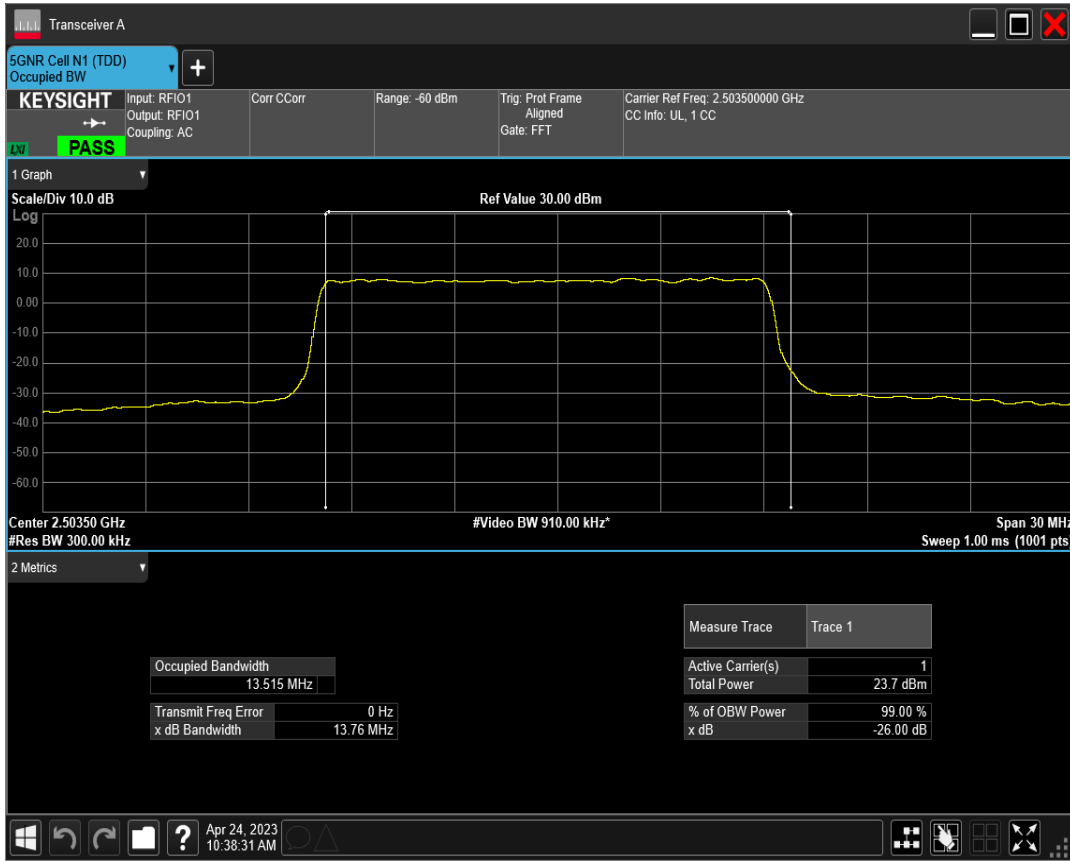 Transceiver A
5GNR Cell N1 (TDD)
Occupied BW
+
KEYSIGHT
LXI
PASS
Input: RFIO1
Output: RFIO1
Coupling: AC
Corr CCorr
Range: -60 dBm
Trig: Prot Frame
Aligned
Gate: FFT
Carrier Ref Freq: 2.503500000 GHz
CC Info: UL, 1 CC
1 Graph
Scale/Div 10.0 dB
Ref Value 30.00 dBm
Log
20.0
10.0
0.00
-10.0
-20.0
-30.0
-40.0
-50.0
-60.0
Center 2.50350 GHz
#Video BW 910.00 kHz*
Span 30 MHz
#Res BW 300.00 kHz
Sweep 1.00 ms (1001 pts)
2 Metrics
Measure Trace Trace 1
Occupied Bandwidth
13.515 MHz
Active Carrier(s) 1
Total Power 23.7 dBm
Transmit Freq Error 0 Hz
x dB Bandwidth 13.76 MHz
% of OBW Power 99.00 %
x dB -26.00 dB
?
Apr 24, 2023
10:38:31 AM